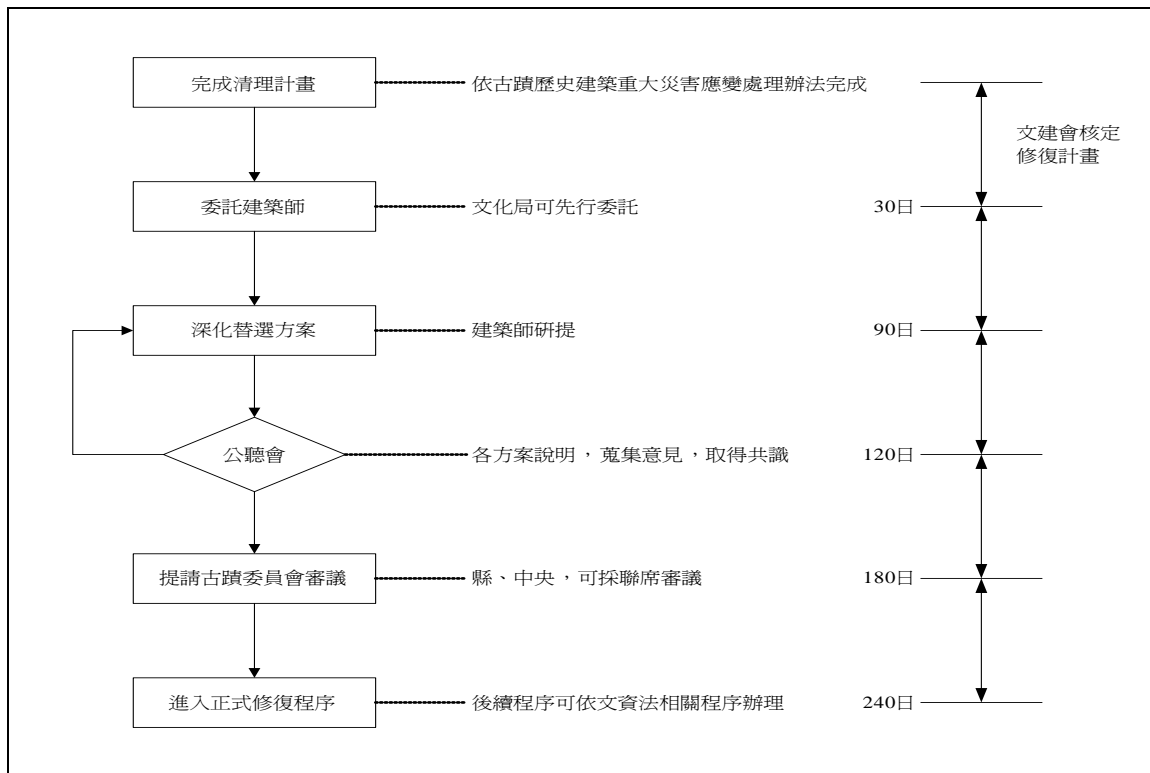 完成清理計畫
依古蹟歷史建築重大災害應變處理辦法完成
文建會核定
修復計畫
委託建築師
文化局可先行委託
30日
深化替選方案
建築師研提
90日
公聽會
各方案說明，蒐集意見，取得共識
120日
提請古蹟委員會審議
縣、中央，可採聯席審議
180日
進入正式修復程序
後續程序可依文資法相關程序辦理
240日